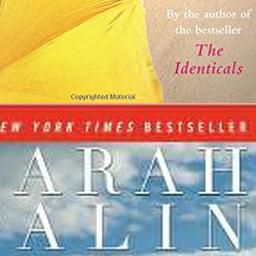 By the author of
the bestseller
The
Identicals
Copyrighted Material
EW YORK TIMES BESTSELLER
ARAH
ALIN